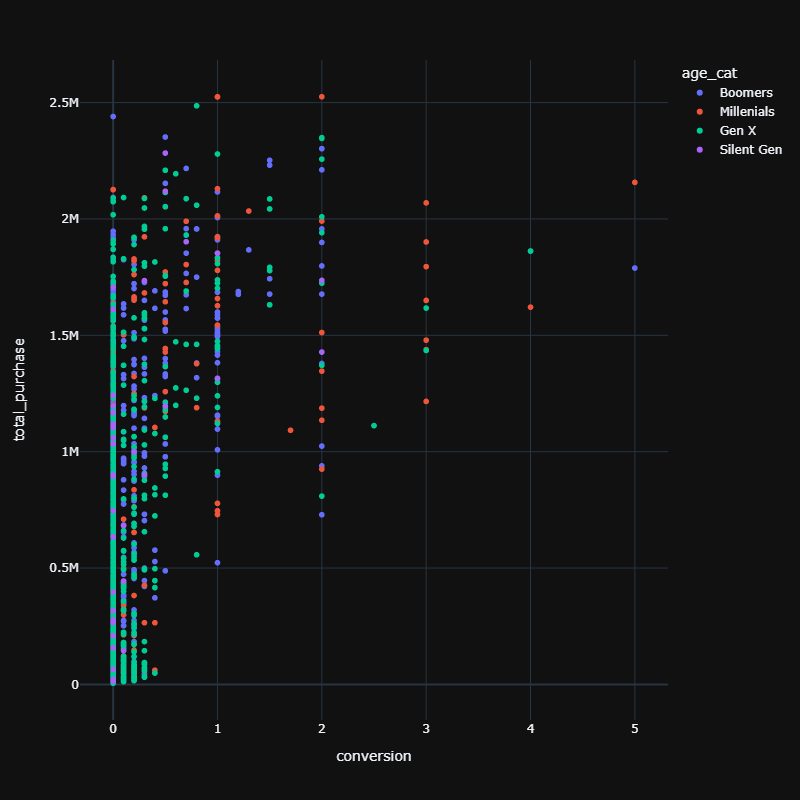 age_cat
Boomers
Millenials
Gen X
Silent Gen
2.5M
2M
1.5M
1M
0.5M
0
total_purchase
0 1 2 3 4 5
conversion